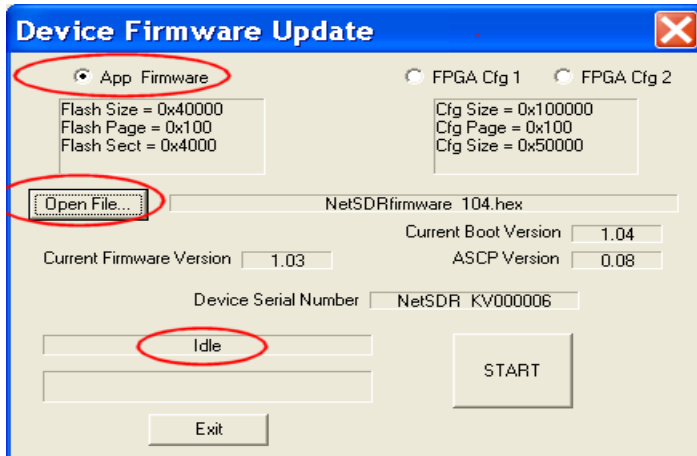 Device Firmware Update
App Firmware
FPGA Cfg 1
FPGA Cfg 2
Flash Size = 0x40000
Flash Page = 0x100
Flash Sect = 0x4000
Cfg Size = 0x100000
Cfg Page = 0x100
Cfg Size = 0x50000
Open File...
NetSDRfirmware 104.hex
Current Boot Version 1.04
Current Firmware Version 1.03
ASCP Version 0.08
Device Serial Number NetSDR KV000006
Idle
START
Exit